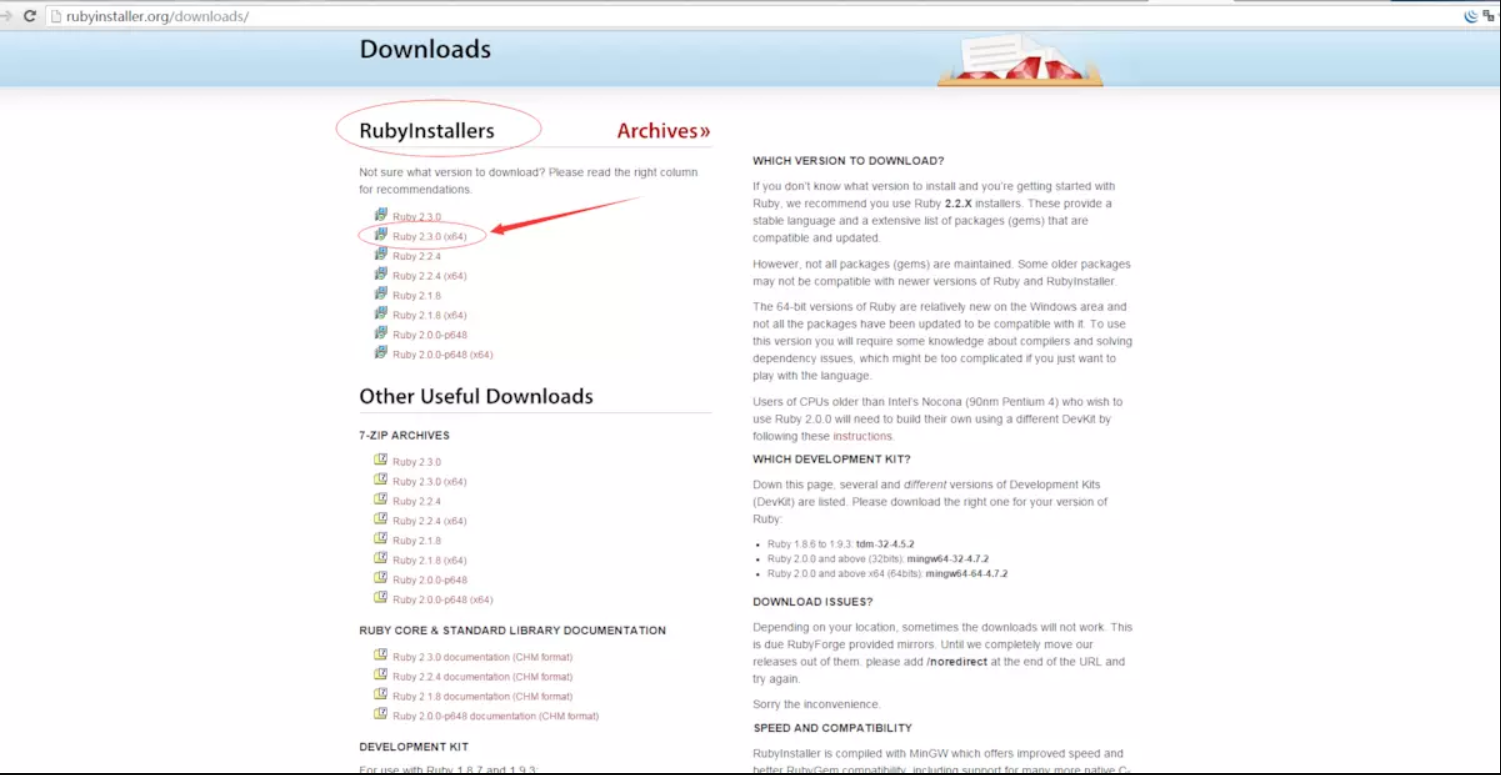 rubyinstaller.org/downloads/
Downloads
RubyInstallers
Archives»
Not sure what version to download? Please read the right column
for recommendations.
Ruby 2.3.0
Ruby 2.3.0 (x64)
Ruby 2.2.4
Ruby 2.2.4 (x64)
Ruby 2.1.8
Ruby 2.1.8 (x64)
Ruby 2.0.0-p648
Ruby 2.0.0-p648 (x64)
Other Useful Downloads
7-ZIP ARCHIVES
Ruby 2.3.0
Ruby 2.3.0 (x64)
Ruby 2.2.4
Ruby 2.2.4 (x64)
Ruby 2.1.8
Ruby 2.1.8 (x64)
Ruby 2.0.0-p648
Ruby 2.0.0-p648 (x64)
RUBY CORE & STANDARD LIBRARY DOCUMENTATION
Ruby 2.3.0 documentation (CHM format)
Ruby 2.2.4 documentation (CHM format)
Ruby 2.1.8 documentation (CHM format)
Ruby 2.0.0-p648 documentation (CHM format)
DEVELOPMENT KIT
For use with Ruby 1.8.7 and 1.9.3:
WHICH VERSION TO DOWNLOAD?
If you don't know what version to install and you're getting started with
Ruby, we recommend you use Ruby 2.2.X installers. These provide a
stable language and a extensive list of packages (gems) that are
compatible and updated.
However, not all packages (gems) are maintained. Some older packages
may not be compatible with newer versions of Ruby and RubyInstaller.
The 64-bit versions of Ruby are relatively new on the Windows area and
not all the packages have been updated to be compatible with it. To use
this version you will require some knowledge about compilers and solving
dependency issues, which might be too complicated if you just want to
play with the language.
Users of CPUs older than Intel's Nocona (90nm Pentium 4) who wish to
use Ruby 2.0.0 will need to build their own using a different DevKit by
following these instructions.
WHICH DEVELOPMENT KIT?
Down this page, several and different versions of Development Kits
(DevKit) are listed. Please download the right one for your version of
Ruby:
• Ruby 1.8.6 to 1.9.3: tdm-32-4.5.2
• Ruby 2.0.0 and above (32bits): mingw64-32-4.7.2
• Ruby 2.0.0 and above x64 (64bits): mingw64-64-4.7.2
DOWNLOAD ISSUES?
Depending on your location, sometimes the downloads will not work. This
is due RubyForge provided mirrors. Until we completely move our
releases out of them. please add /noredirect at the end of the URL and
try again.
Sorry the inconvenience.
SPEED AND COMPATIBILITY
RubyInstaller is compiled with MinGW which offers improved speed and
better RubyGem compatibility, including support for many more native C-